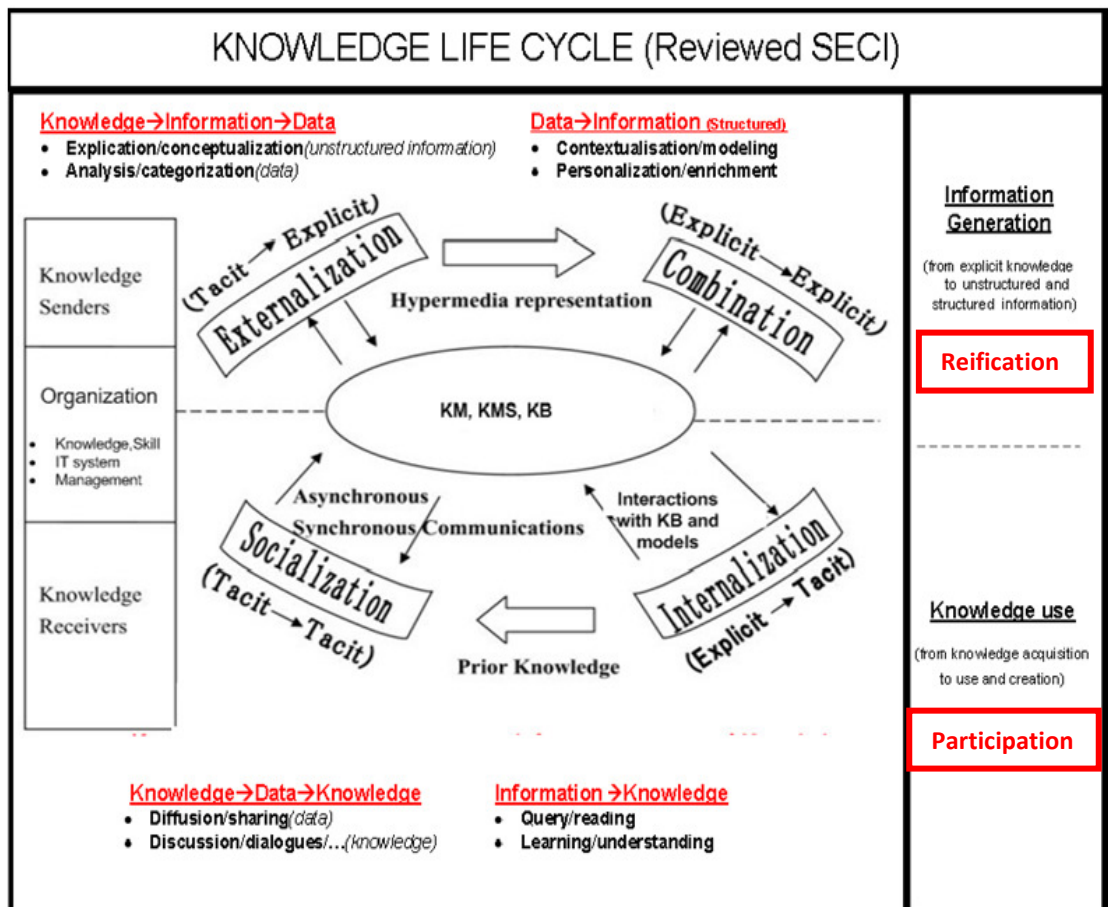 KNOWLEDGE LIFE CYCLE (Reviewed SECI)
Knowledge→Information→Data
• Explication/conceptualization(unstructured information)
• Analysis/categorization(data)
Data→Information (Structured)
• Contextualisation/modeling
• Personalization/enrichment
Knowledge
Senders
(Tacit → Explicit)
Externalization
Hypermedia representation
(Explicit → Explicit)
Combination
Organization
• Knowledge,Skill
• IT system
• Management
KM, KMS, KB
Knowledge
Receivers
Asynchronous
Synchronous Communications
Socialization
(Tacit → Tacit)
Interactions
with KB and
models
Internalization
(Explicit → Tacit)
Prior Knowledge
Knowledge→Data→Knowledge
• Diffusion/sharing(data)
• Discussion/dialogues/...(knowledge)
Information →Knowledge
• Query/reading
• Learning/understanding
Information
Generation
(from explicit knowledge
to unstructured and
structured information)
Reification
Knowledge use
(from knowledge acquisition
to use and creation)
Participation